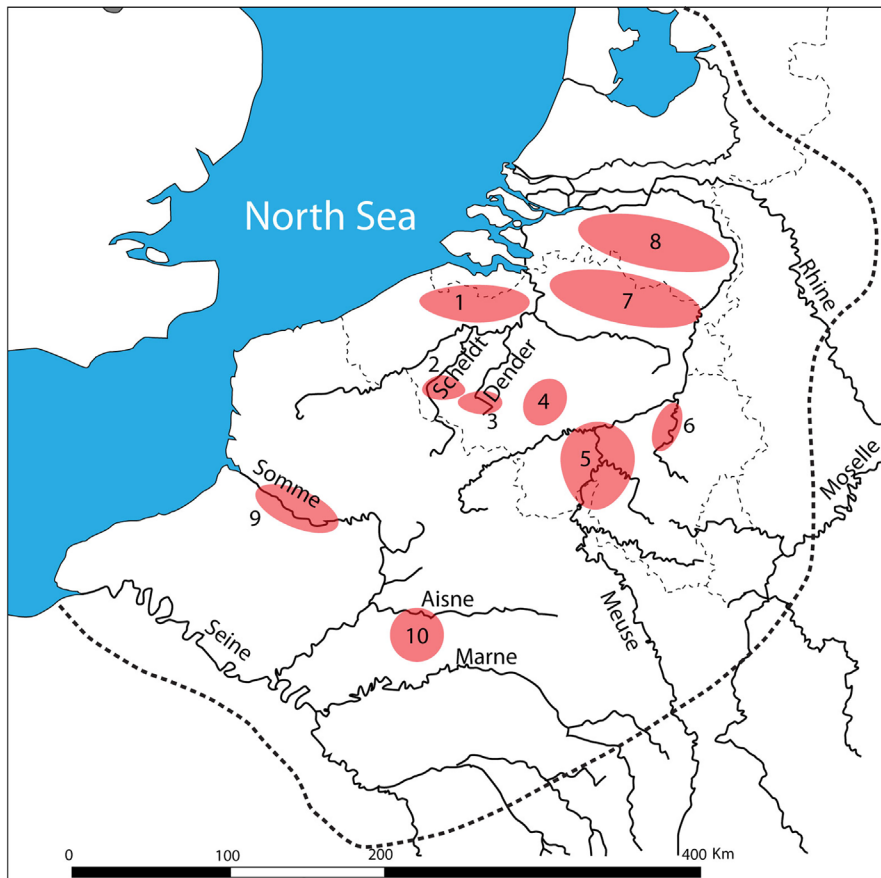 North Sea
8
Rhine
7
1
2
Scheldt
Dender
3
4
6
5
Moselle
Somme
9
Aisne
Meuse
10
Seine
Marne
0
100
200
400 Km